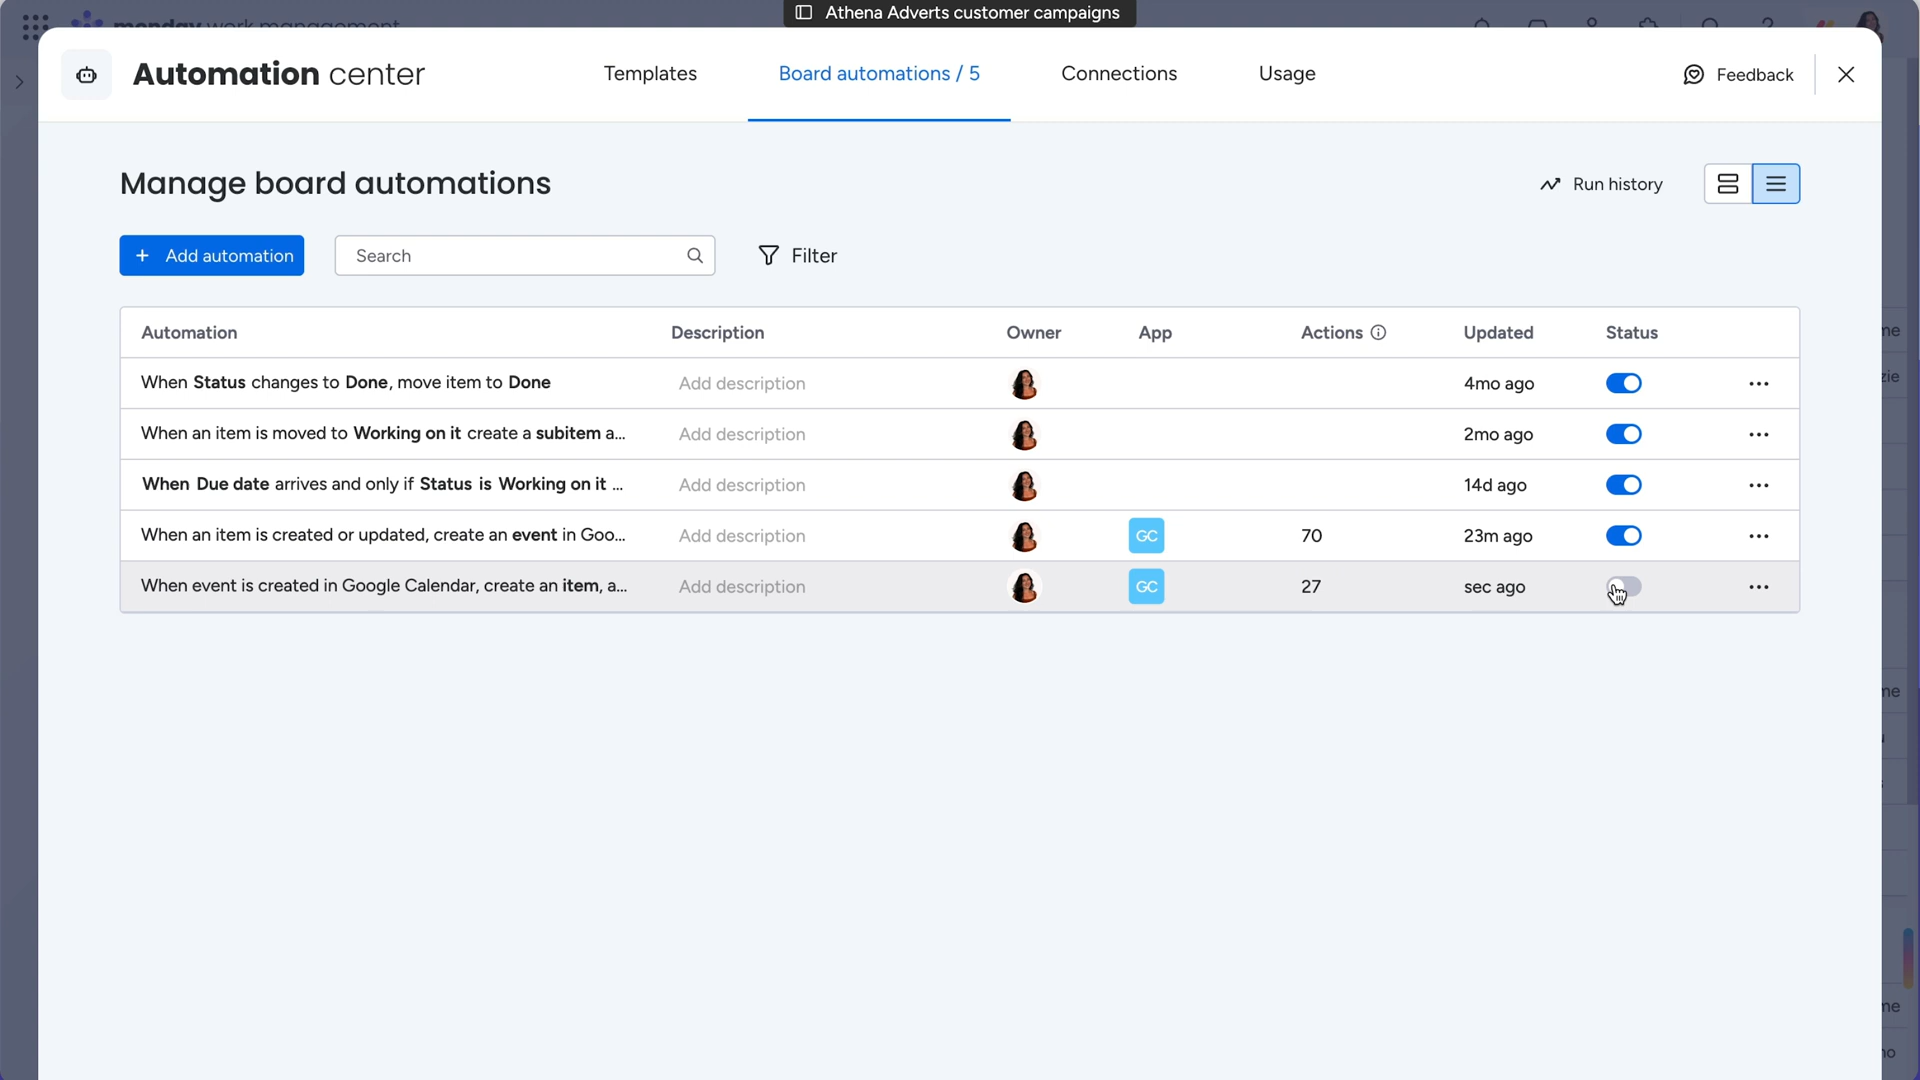 Athena Adverts customer campaigns
monday work management
Automation center
Templates
Board automations / 5
Connections
Usage
Feedback
Manage board automations
Run history
+ Add automation
Search
Filter
Automation Description Owner App Actions Updated Status
When Status changes to Done, move item to Done Add description 4mo ago
When an item is moved to Working on it create a subitem a... Add description 2mo ago
When Due date arrives and only if Status is Working on it ... Add description 14d ago
When an item is created or updated, create an event in Goo... Add description GC 70 23m ago
When event is created in Google Calendar, create an item, a... Add description GC 27 sec ago